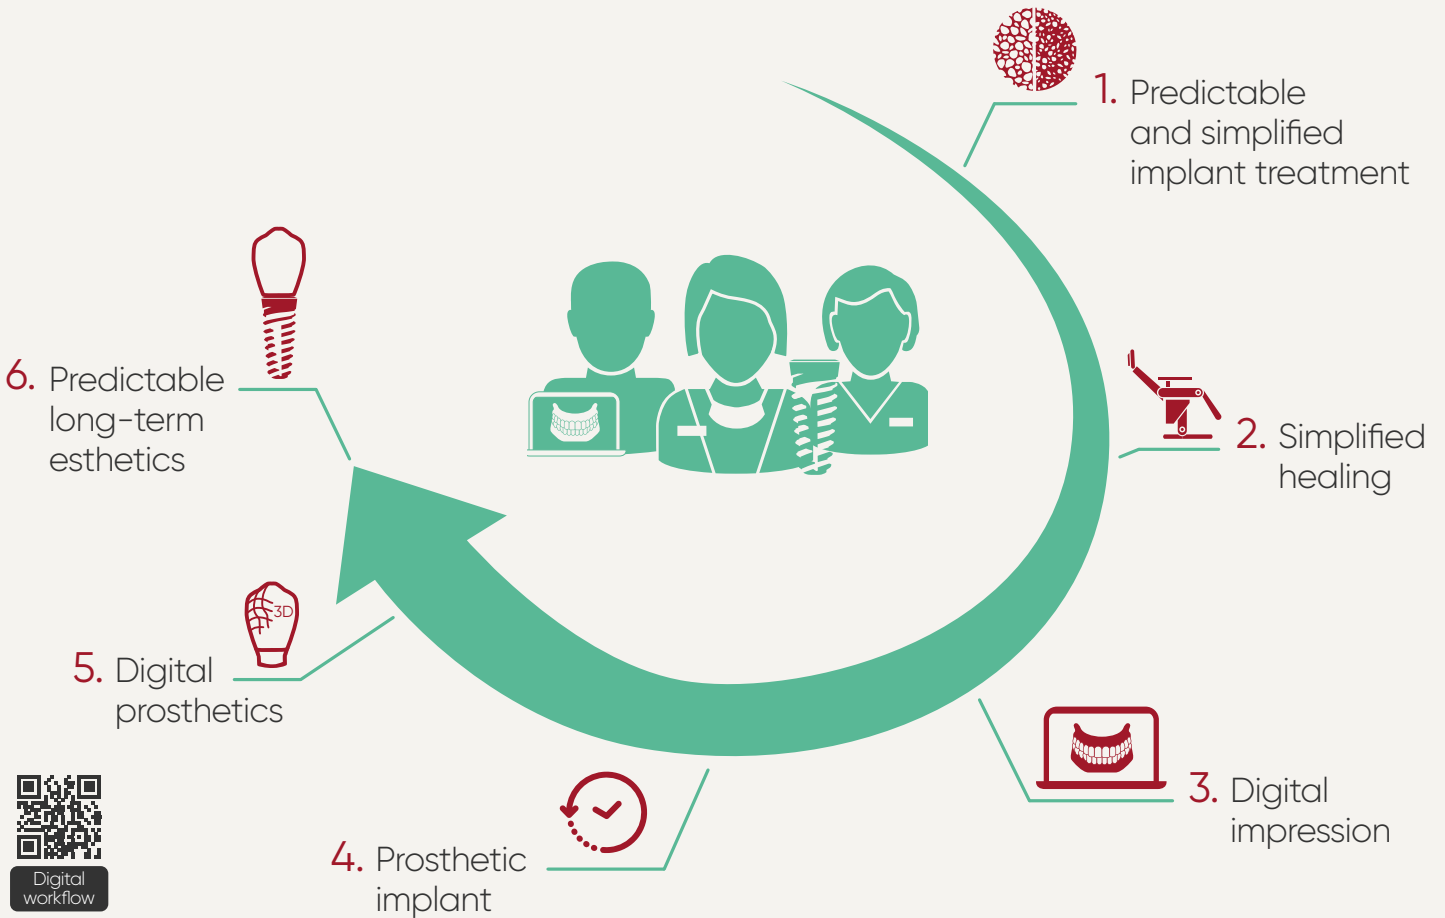 1. Predictable
and simplified
implant treatment
2. Simplified
healing
3. Digital
impression
4. Prosthetic
implant
5. Digital
prosthetics
3D
6. Predictable
long-term
esthetics
Digital
workflow